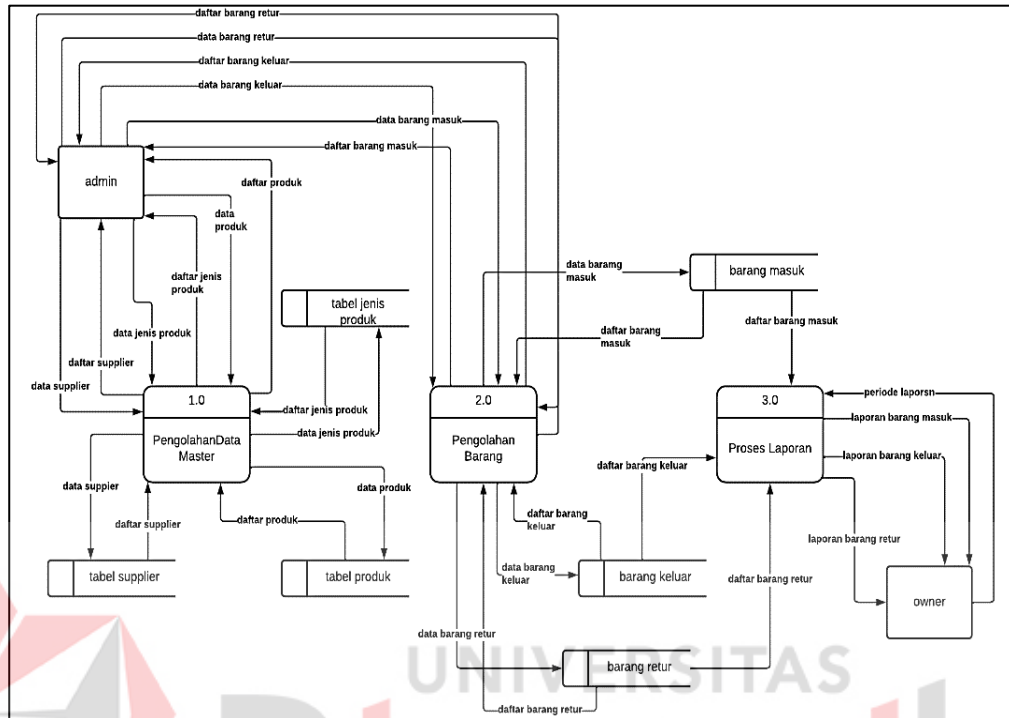 daftar barang retur
data barang retur
daftar barang keluar
data barang keluar
data barang masuk
daftar barang masuk
admin
daftar produk
data
produk
daftar jenis
produk
data jenis produk
daftar supplier
data supplier
tabel jenis
produk
data baramg
masuk
barang masuk
daftar barang
masuk
daftar barang masuk
1.0
PengolahanData
Master
daftar jenis produk
data jenis produk
2.0
Pengolahan
Barang
3.0
Proses Laporan
periode laporsn
laporan barang masuk
laporan barang keluar
data suppier
data produk
daftar supplier
daftar produk
daftar barang keluar
daftar barang
keluar
laporan barang retur
tabel supplier
tabel produk
data barang
keluar
barang keluar
daftar barang retur
owner
data barang retur
barang retur
daftar barang retur
UNIVERSITAS